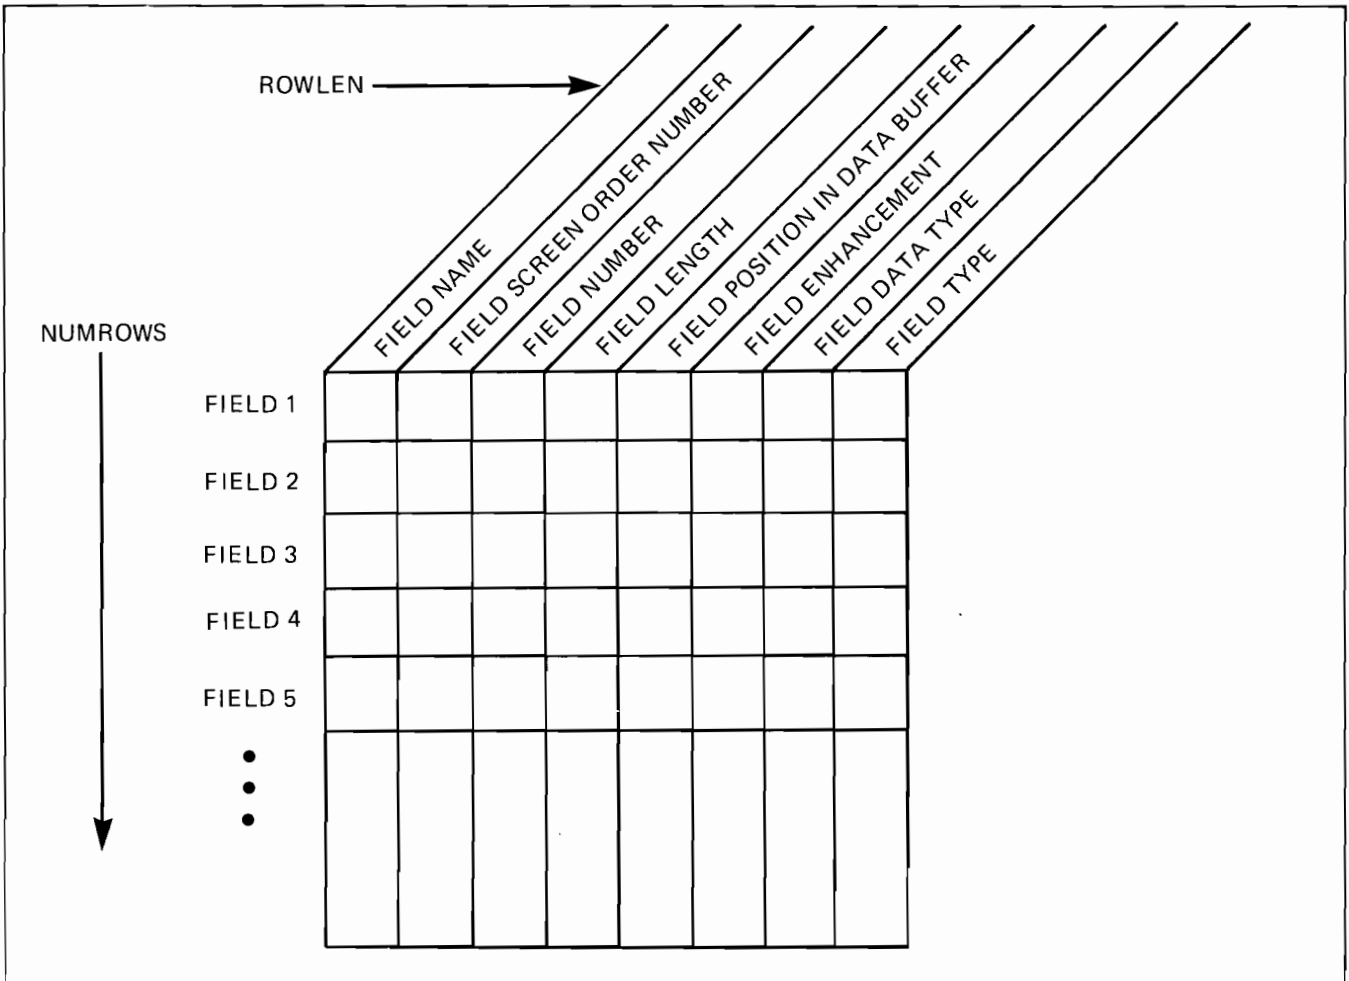 ROWLEN
FIELD NAME
FIELD SCREEN ORDER NUMBER
FIELD NUMBER
FIELD LENGTH
FIELD POSITION IN DATA BUFFER
FIELD ENHANCEMENT
FIELD DATA TYPE
FIELD TYPE
NUMROWS
FIELD 1
FIELD 2
FIELD 3
FIELD 4
FIELD 5